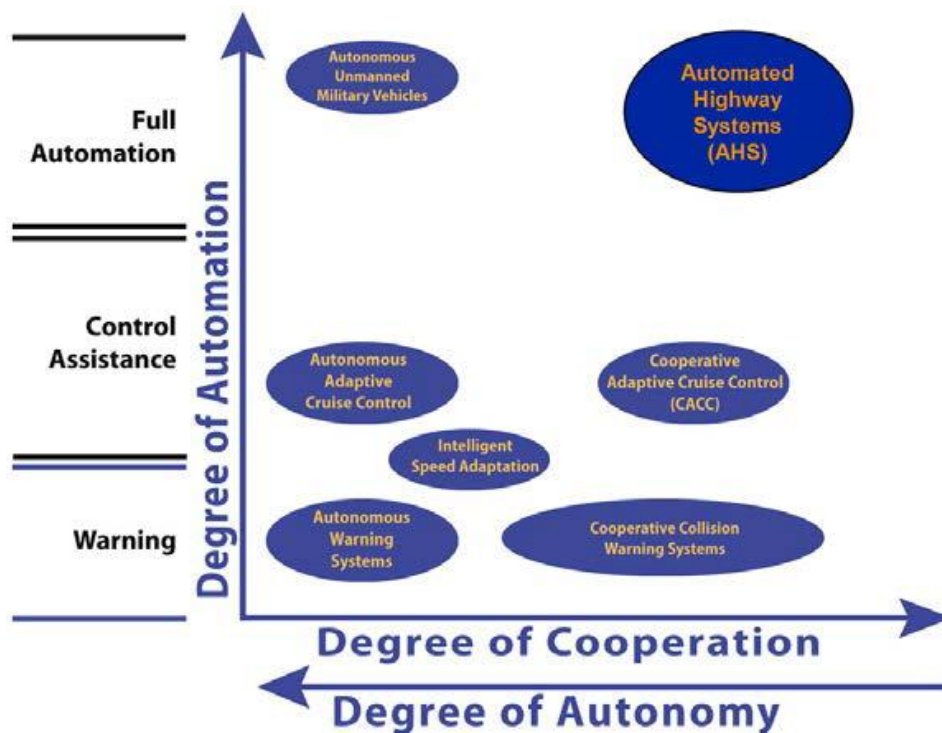 Full
Automation
Control
Assistance
Warning
Degree of Automation
Autonomous
Unmanned
Military Vehicles
Automated
Highway
Systems
(AHS)
Autonomous
Adaptive
Cruise Control
Cooperative
Adaptive Cruise Control
(CACC)
Intelligent
Speed Adaptation
Autonomous
Warning
Systems
Cooperative Collision
Warning Systems
Degree of Cooperation
Degree of Autonomy